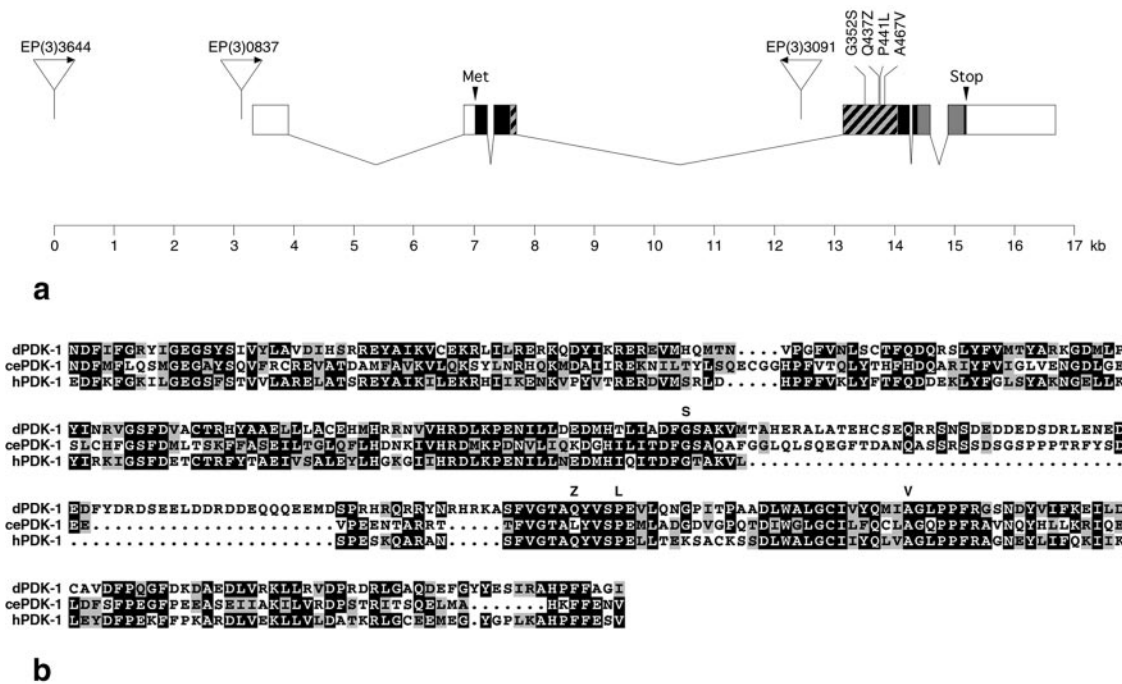 a
EP(3)3644 EP(3)0837 EP(3)3091 G352S Q437Z P441L A467V
Met Stop
0 1 2 3 4 5 6 7 8 9 10 11 12 13 14 15 16 17 kb
a
dPDK-1 NDFIFGRYIGEGSYSIVYLAVDIHSRREYAIKVCEKRLILRERKQDYIKREREVMHQMTN....VPGFVNLSCTFQDQRSLYFVMTYARKGDMLP
cePDK-1 NDFMFLQSMGEGSYSQVFRCREVATDAMFAVKVLQKSYLNRHQKMDAIIREKNILTYLSQECGGHPFVTQLYTHFHDQARIYFVIGLVENGDLGE
hPDK-1 EDFKFGKILGEGSFSTVVLARELATSREYAIKILEKRHIIKENKVPYVTRERDVMSRLD.....HPFFVKLYFTFQDDEKLYFGLSYAKNGELLK
S
dPDK-1 YINRVGSFDVACTRHYAAELLLACEHMHRRNVVHRDLKPENILLDEDMHTLIADFGSAKVMTAHERALATEHCSEQRRSNSDEDDEDSDRLENED
cePDK-1 SLCHFGSFDMLTSKFFASEILTGLQFLHDNKIVHRDMKPDNVLIQKDGHILITDFGSAQAFGGLQLSQEGFTDANQASSRSSDSGSPPPTRFYSD
hPDK-1 YIRKIGSFDETCTRFYTAEIVSALEYLHGKGIIHRDLKPENILLNEDMHIQITDFGTAKVL..................................
Z L V
dPDK-1 EDFYDRDSEELDDRDDEQQQEEMDSPRHRQRRYNRHRKASFVGTAQYVSPEVLQNGPITPAADLWALGCIVYQMIAGLPPFRGSNDYVIFKEILD
cePDK-1 EE......................VPEENTARRT.....TFVGTALYVSPEMLADGDVGPQTDIWGLGCILFQCLAGQPPFRAVNQYHLLKRIQE
hPDK-1 ........................SPESKQARAN.....SFVGTAQYVSPELLTEKSACKSSDLWALGCIIYQLVAGLPPFRAGNEYLIFQKIIK
dPDK-1 CAVDFPQGFDKDAEDLVRKLLRVDPRDRLGAQDEFGYYESIRAHPFFAGI
cePDK-1 LDFSFPEGFPEEASEIIAKILVRDPSTRITSQELMA.......HKFFENV
hPDK-1 LEYDFPEKFFPKARDLVEKLLVLDATKRLGCEEMEG.YGPLKAHPFFESV
b